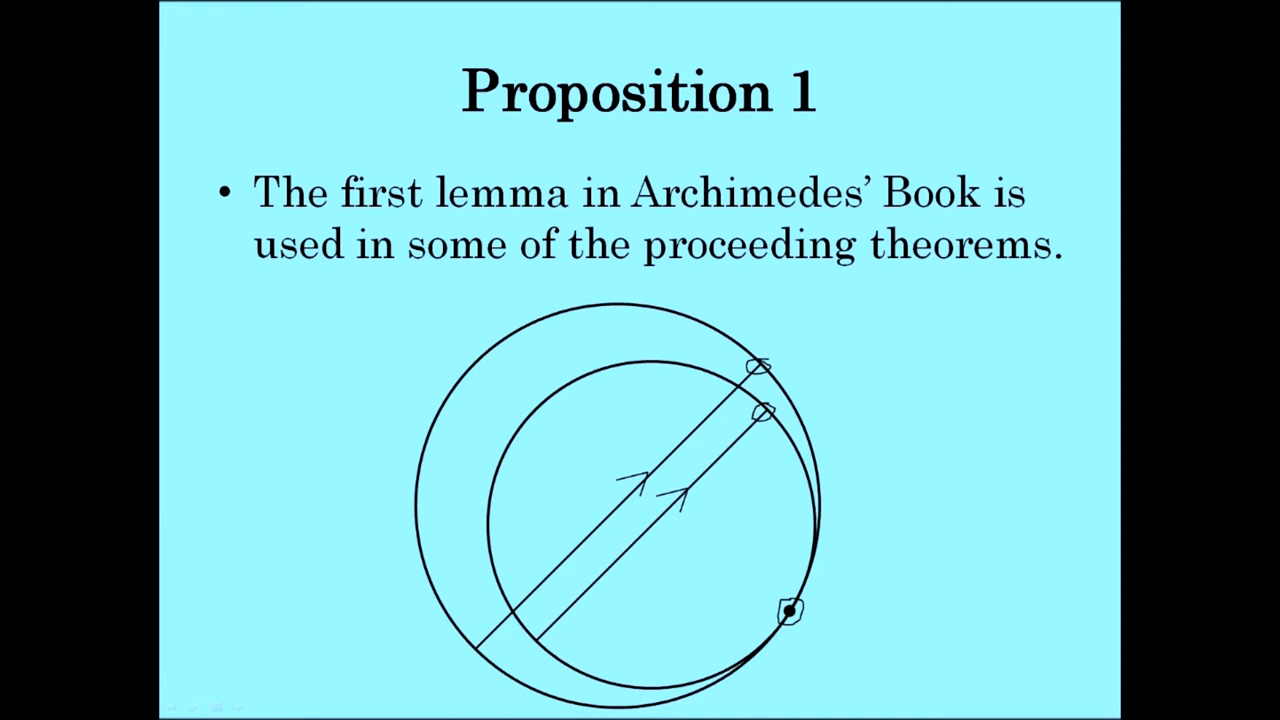 Proposition 1
• The first lemma in Archimedes’ Book is
used in some of the proceeding theorems.